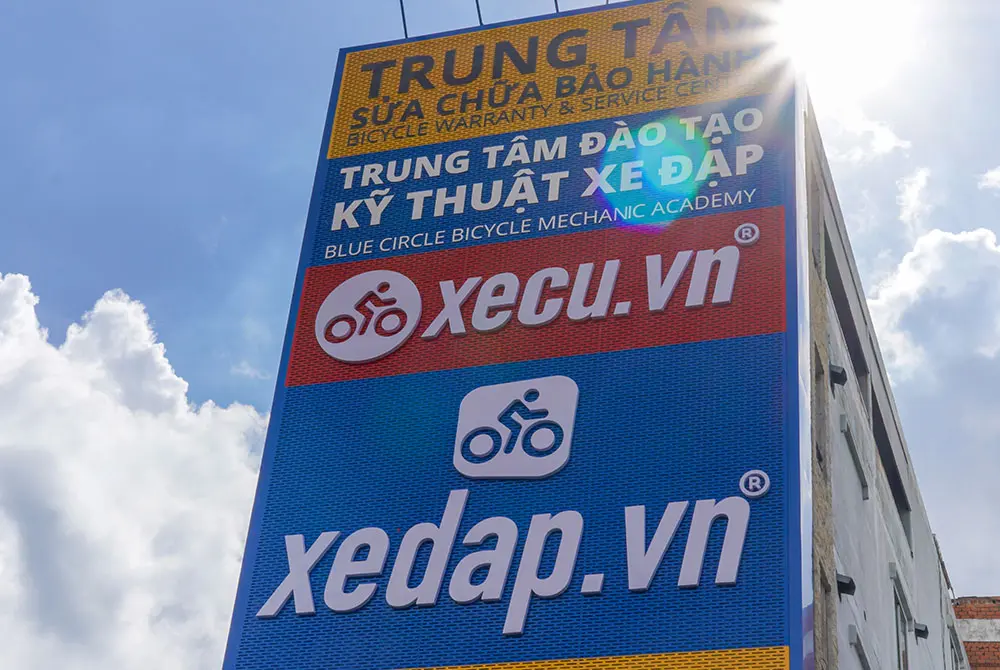 TRUNG TÂM
SỬA CHỮA BẢO HÀNH
BICYCLE WARRANTY & SERVICE
TRUNG TÂM ĐÀO TẠO
KỸ THUẬT XE ĐẠP
BLUE CIRCLE BICYCLE MECHANIC ACADEMY
xecu.vn®
xedap.vn®